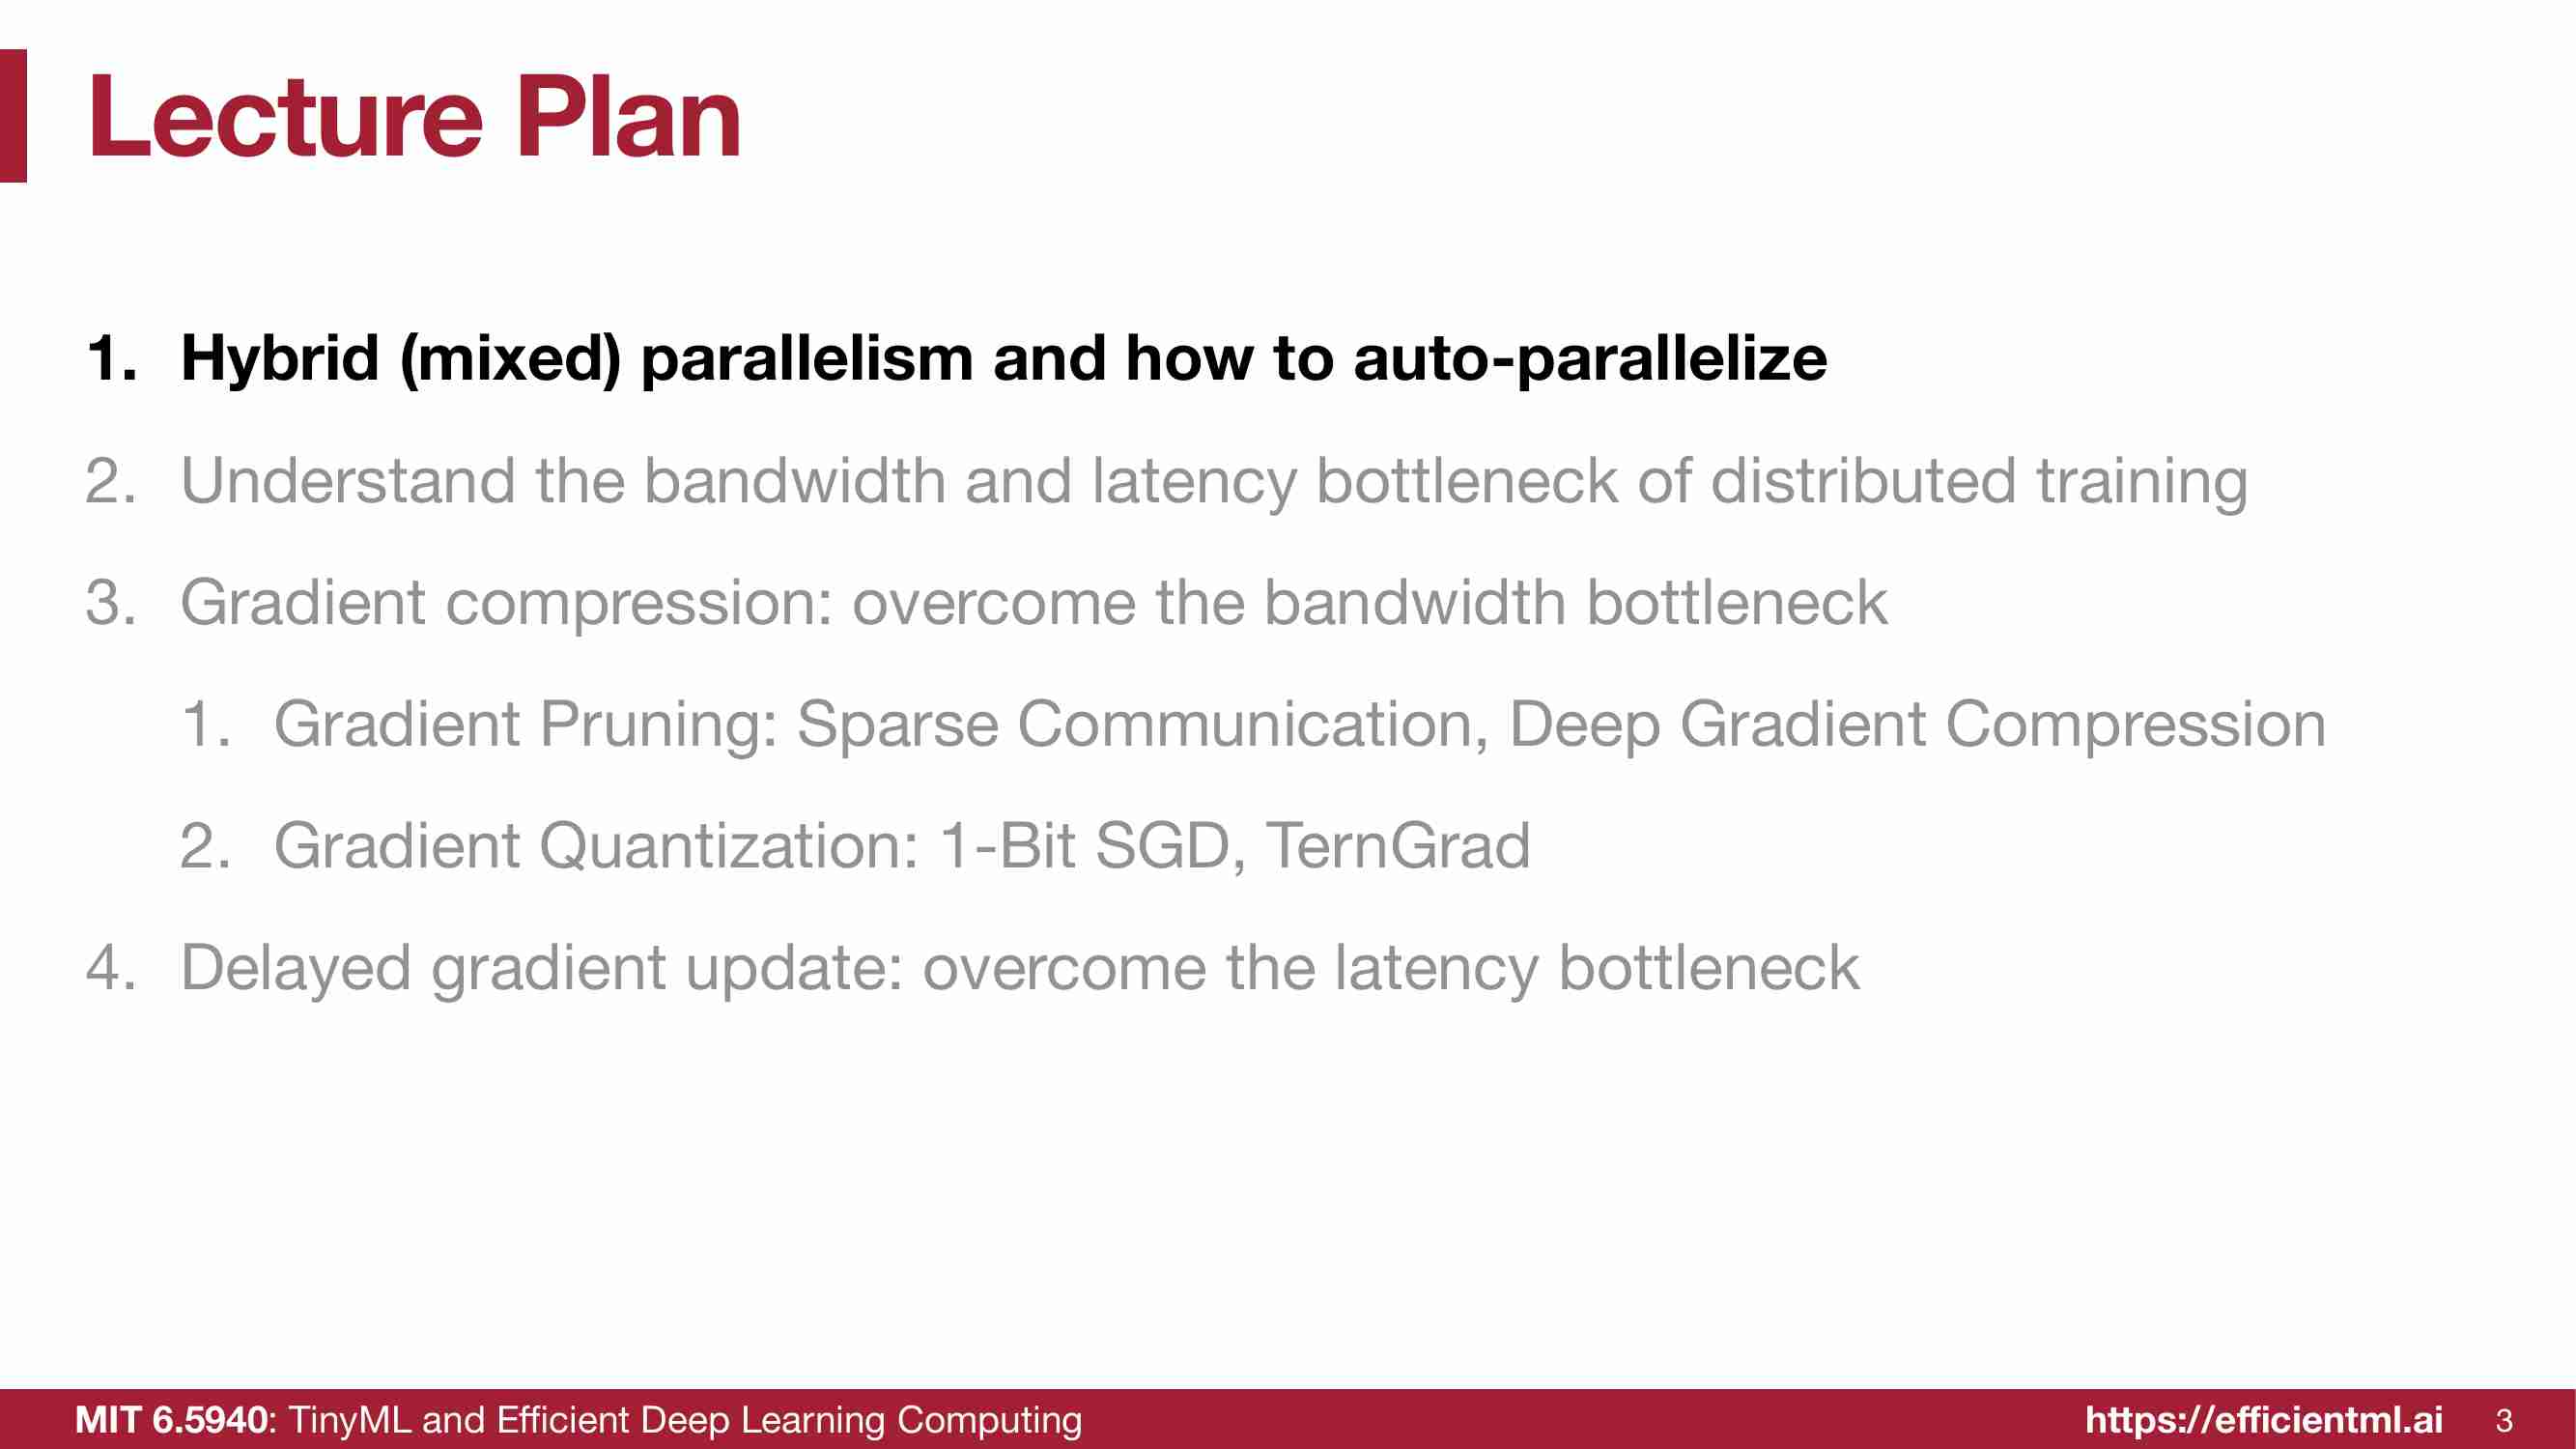 Lecture Plan
1. Hybrid (mixed) parallelism and how to auto-parallelize
2. Understand the bandwidth and latency bottleneck of distributed training
3. Gradient compression: overcome the bandwidth bottleneck
1. Gradient Pruning: Sparse Communication, Deep Gradient Compression
2. Gradient Quantization: 1-Bit SGD, TernGrad
4. Delayed gradient update: overcome the latency bottleneck
MIT 6.5940: TinyML and Efficient Deep Learning Computing
https://efficientml.ai
3